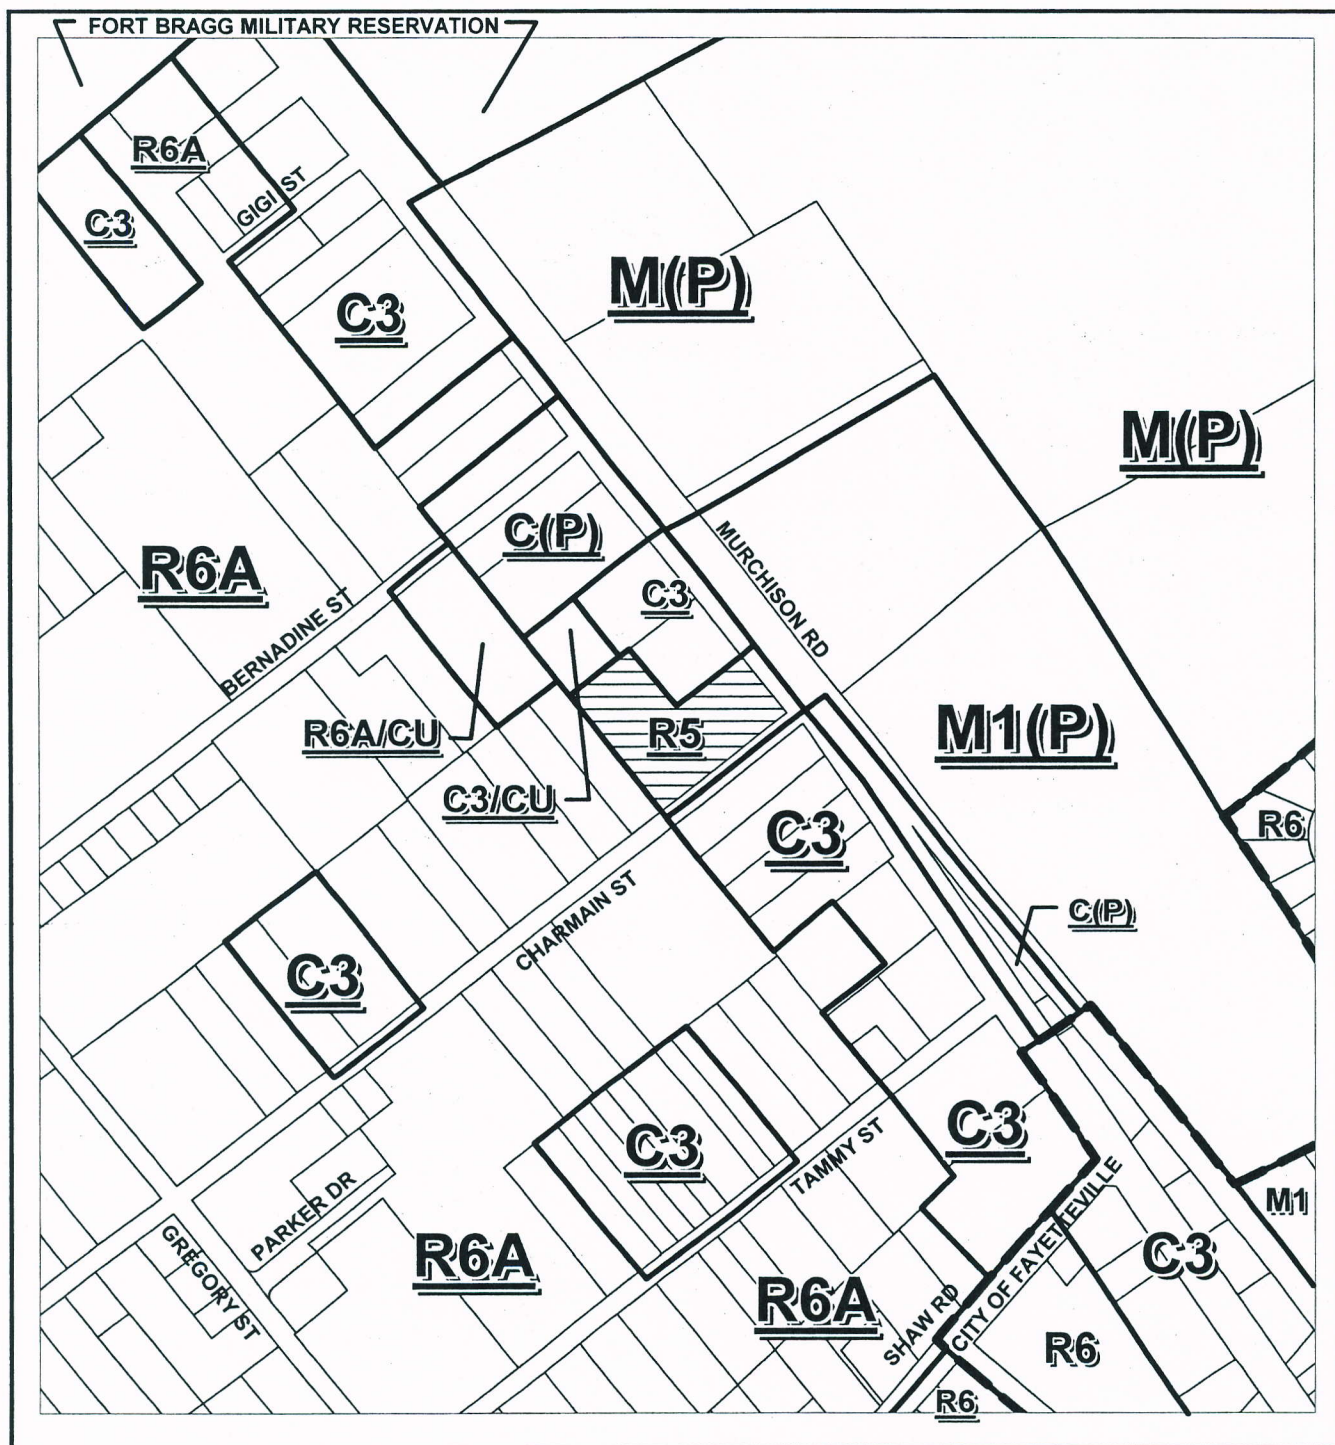 FORT BRAGG MILITARY RESERVATION
R6A
GIGI ST
C3
C3
M(P)
M(P)
C(P)
R6A
BERNADINE ST
C3
MURCHISON RD
R6A/CU
R5
M1(P)
C3/CU
C3
R6
C(P)
CHARMAIN ST
C3
C3
C3
TAMMY ST
PARKER DR
GREGORY ST
R6A
R6A
SHAW RD
CITY OF FAYETTEVILLE
M1
C3
R6
R6